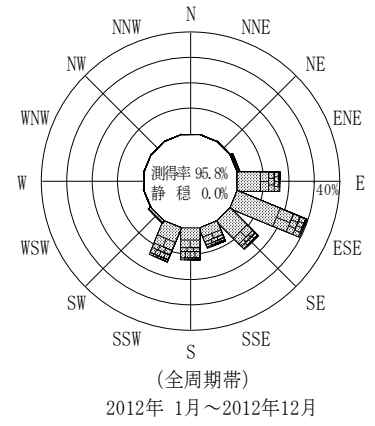 N
NNW NNE
NW NE
WNW ENE
測得率 95.8%
静 穏 0.0%
W 40% E
WSW ESE
SW SE
SSW SSE
S
(全周期帯)
2012年 1月～2012年12月